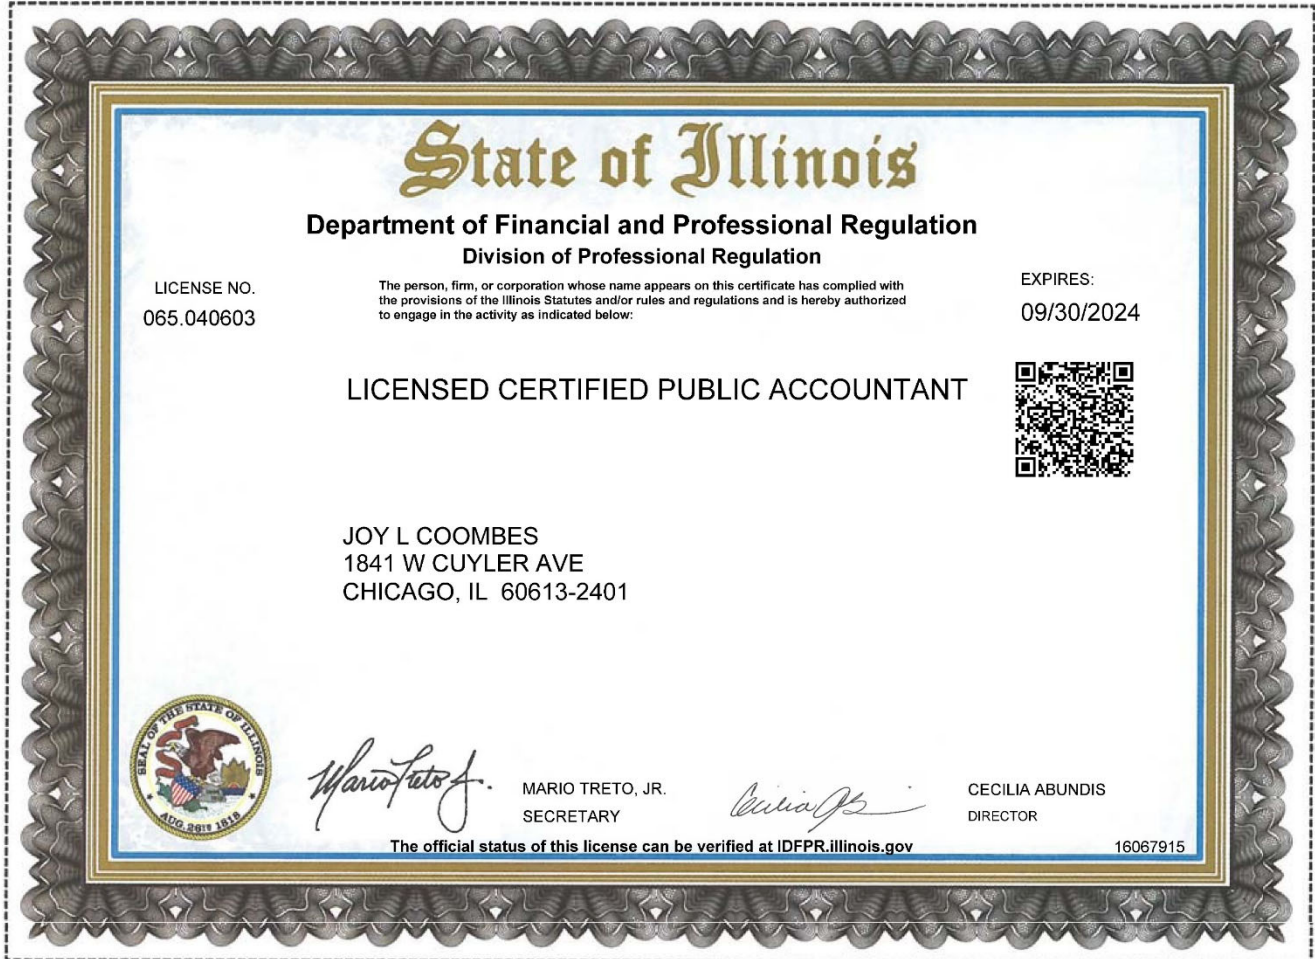 State of Illinois
Department of Financial and Professional Regulation
Division of Professional Regulation
LICENSE NO.
065.040603
The person, firm, or corporation whose name appears on this certificate has complied with
the provisions of the Illinois Statutes and/or rules and regulations and is hereby authorized
to engage in the activity as indicated below:
EXPIRES:
09/30/2024
LICENSED CERTIFIED PUBLIC ACCOUNTANT
JOY L COOMBES
1841 W CUYLER AVE
CHICAGO, IL 60613-2401
SEAL OF THE STATE OF ILLINOIS
AUG. 26TH 1818
Mario Treto Jr.
MARIO TRETO, JR.
SECRETARY
CECILIA ABUNDIS
DIRECTOR
The official status of this license can be verified at IDFPR.illinois.gov
16067915